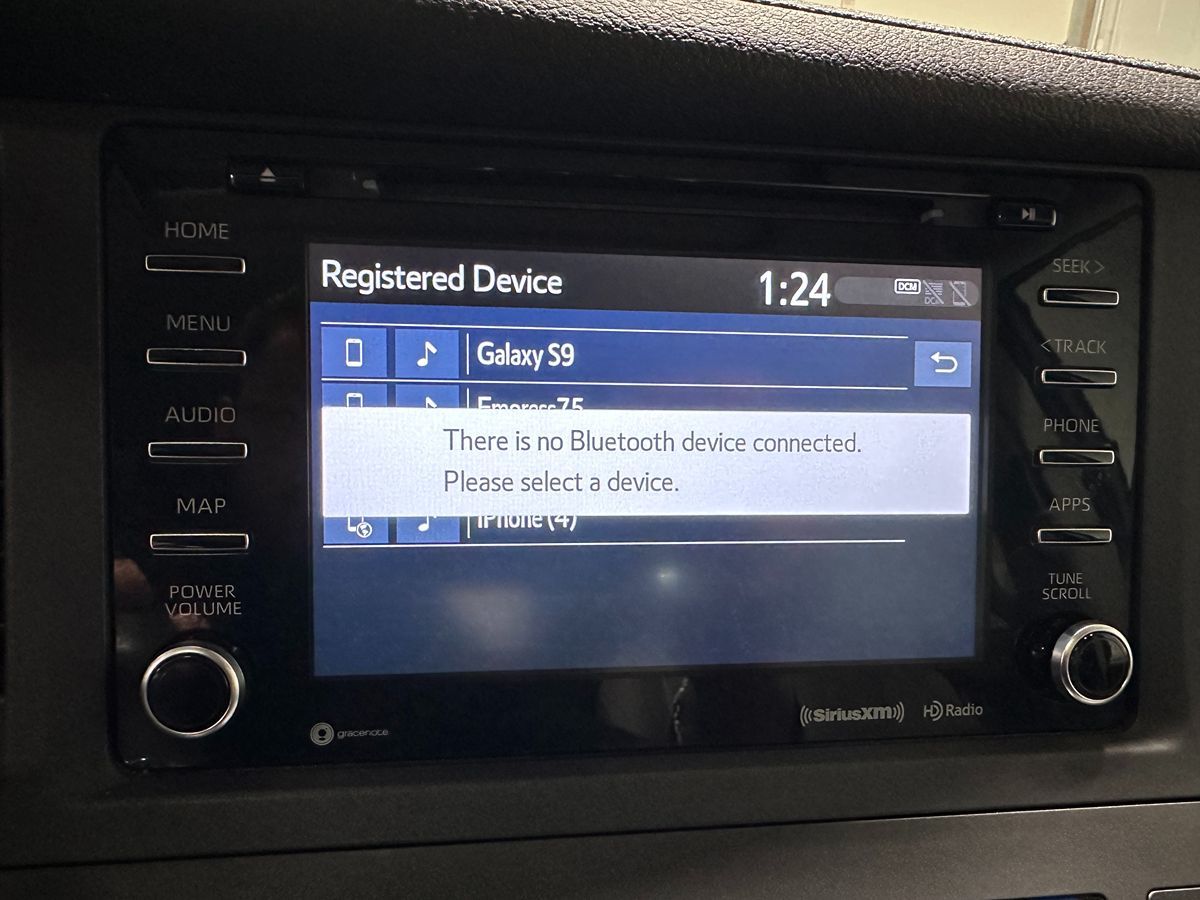 HOME
MENU
AUDIO
MAP
POWER
VOLUME
Registered Device
1:24
DCM
Galaxy S9
Empress75
There is no Bluetooth device connected.
Please select a device.
iPhone (4)
SEEK >
< TRACK
PHONE
APPS
TUNE
SCROLL
gracenote
((SiriusXM))
HD Radio